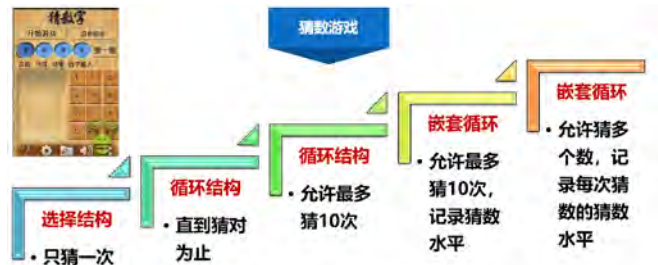 猜数字
猜数游戏
选择结构
• 只猜一次
循环结构
• 直到猜对
为止
循环结构
• 允许最多
猜10次
嵌套循环
• 允许最多
猜10次，
记录猜数
水平
嵌套循环
• 允许猜多
个数，记
录每次猜
数的猜数
水平